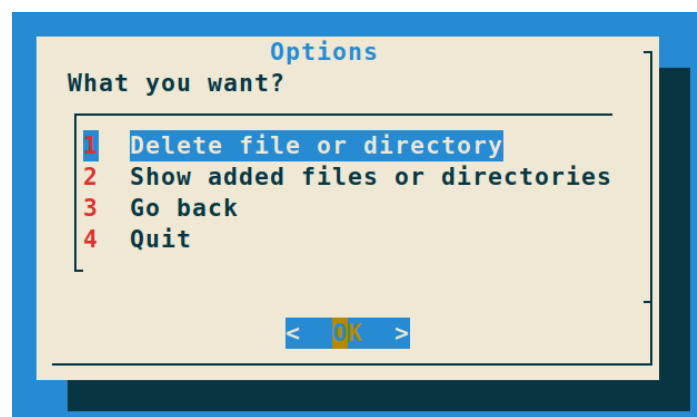 Options
What you want?
1 Delete file or directory
2 Show added files or directories
3 Go back
4 Quit
< OK >